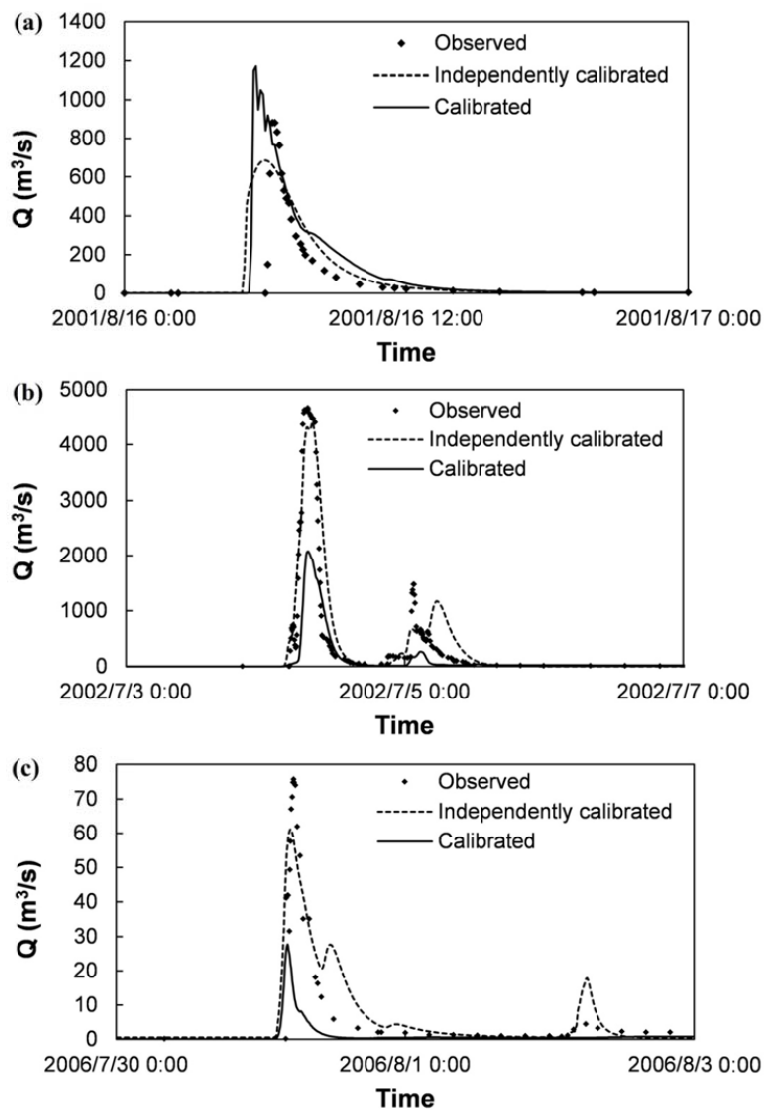 (a)
1400
1200
1000
800
600
400
200
0
Q (m³/s)
Observed
Independently calibrated
Calibrated
2001/8/16 0:00 2001/8/16 12:00 2001/8/17 0:00
Time
(b)
5000
4000
3000
2000
1000
0
Q (m³/s)
Observed
Independently calibrated
Calibrated
2002/7/3 0:00 2002/7/5 0:00 2002/7/7 0:00
Time
(c)
80
70
60
50
40
30
20
10
0
Q (m³/s)
Observed
Independently calibrated
Calibrated
2006/7/30 0:00 2006/8/1 0:00 2006/8/3 0:00
Time